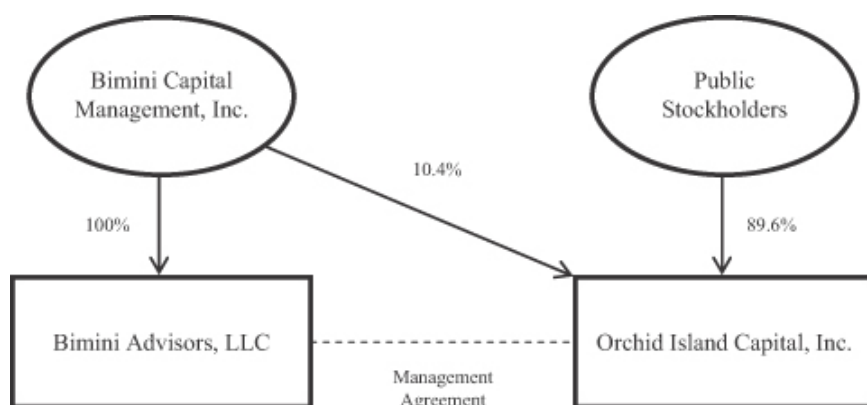 Bimini Capital
Management, Inc.
Public
Stockholders
10.4%
100%
89.6%
Bimini Advisors, LLC
Orchid Island Capital, Inc.
Management
Agreement